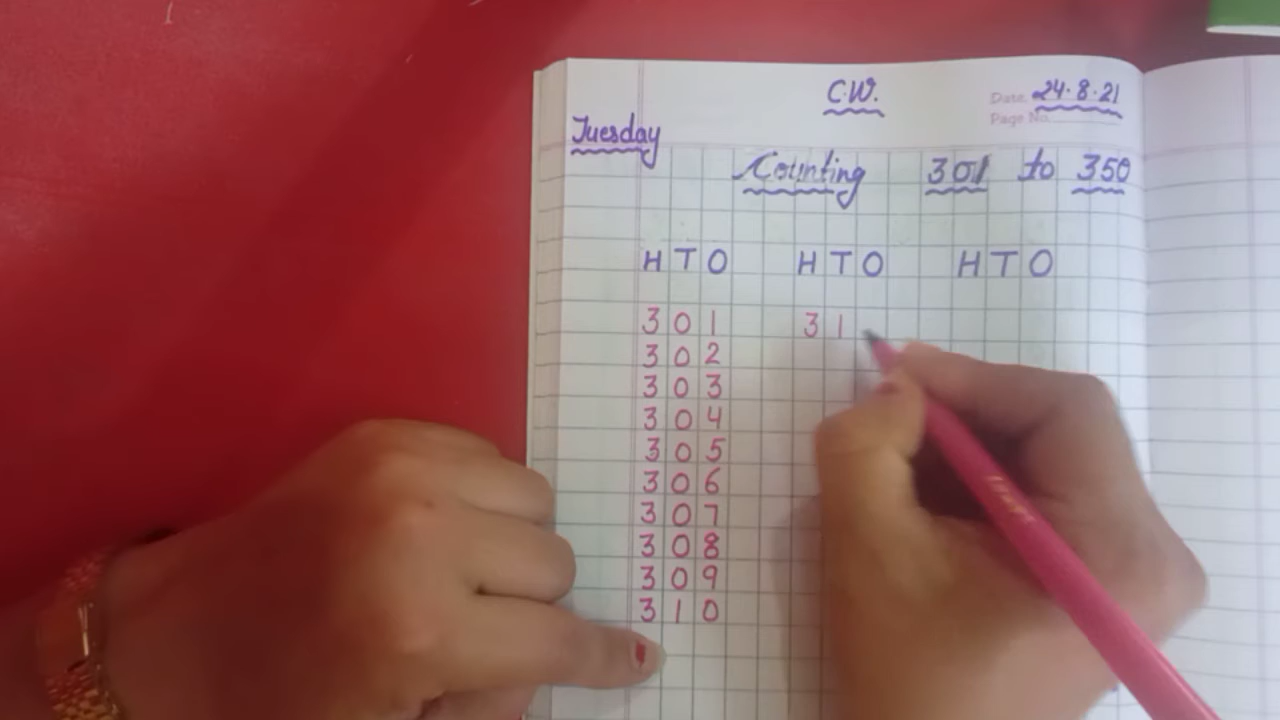 C.W.
Date. 24.8.21
Page No.
Tuesday
Counting 301 to 350
H T O H T O H T O
3 0 1 3 1
3 0 2
3 0 3
3 0 4
3 0 5
3 0 6
3 0 7
3 0 8
3 0 9
3 1 0